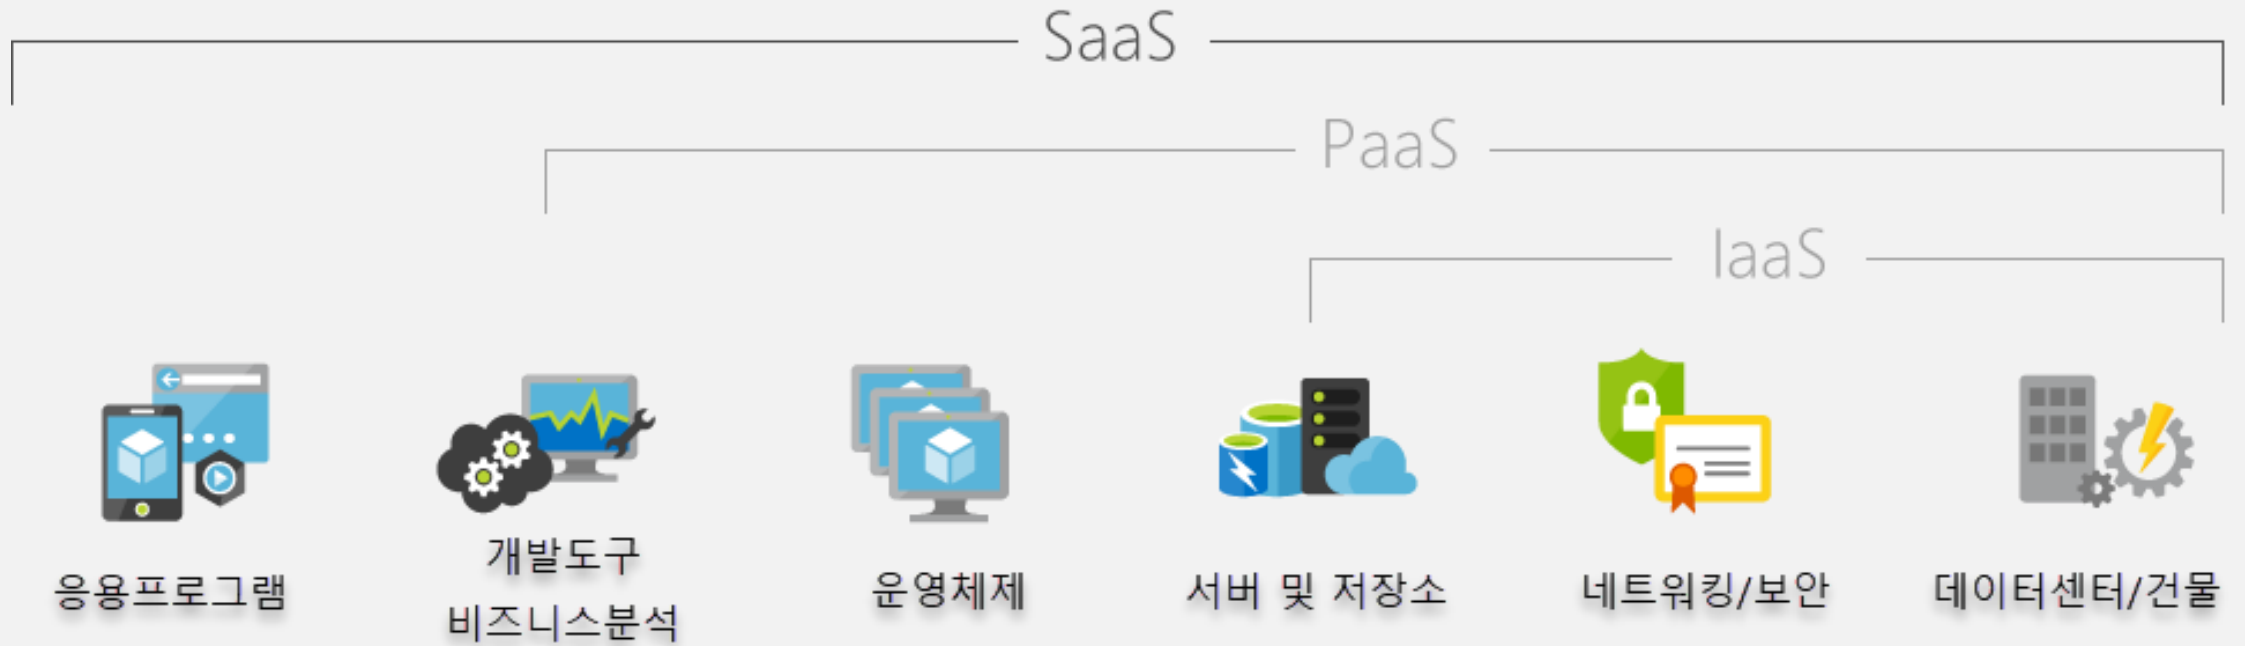 SaaS
PaaS
IaaS
응용프로그램
개발도구
비즈니스분석
운영체제
서버 및 저장소
네트워킹/보안
데이터센터/건물